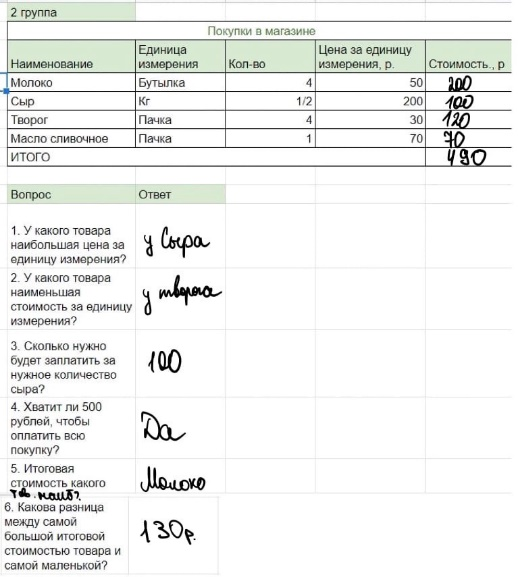 2 группа
Покупки в магазине
Наименование Единица измерения Кол-во Цена за единицу измерения, р. Стоимость., р
Молоко Бутылка 4 50 200
Сыр Кг 1/2 200 100
Творог Пачка 4 30 120
Масло сливочное Пачка 1 70 70
ИТОГО 490
Вопрос Ответ
1. У какого товара
наибольшая цена за
единицу измерения?
у Сыра
2. У какого товара
наименьшая
стоимость за единицу
измерения?
у творога
3. Сколько нужно
будет заплатить за
нужное количество
сыра?
100
4. Хватит ли 500
рублей, чтобы
оплатить всю
покупку?
Да
5. Итоговая
стоимость какого
тов. наиб?
Молоко
6. Какова разница
между самой
большой итоговой
стоимостью товара и
самой маленькой?
130р.